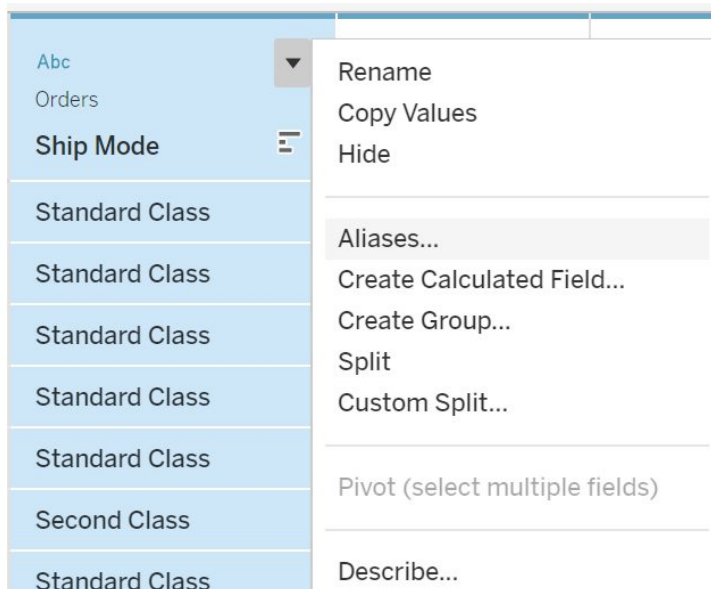 Abc
Orders
Ship Mode
Standard Class
Standard Class
Standard Class
Standard Class
Standard Class
Second Class
Standard Class
Rename
Copy Values
Hide
Aliases...
Create Calculated Field...
Create Group...
Split
Custom Split...
Pivot (select multiple fields)
Describe...